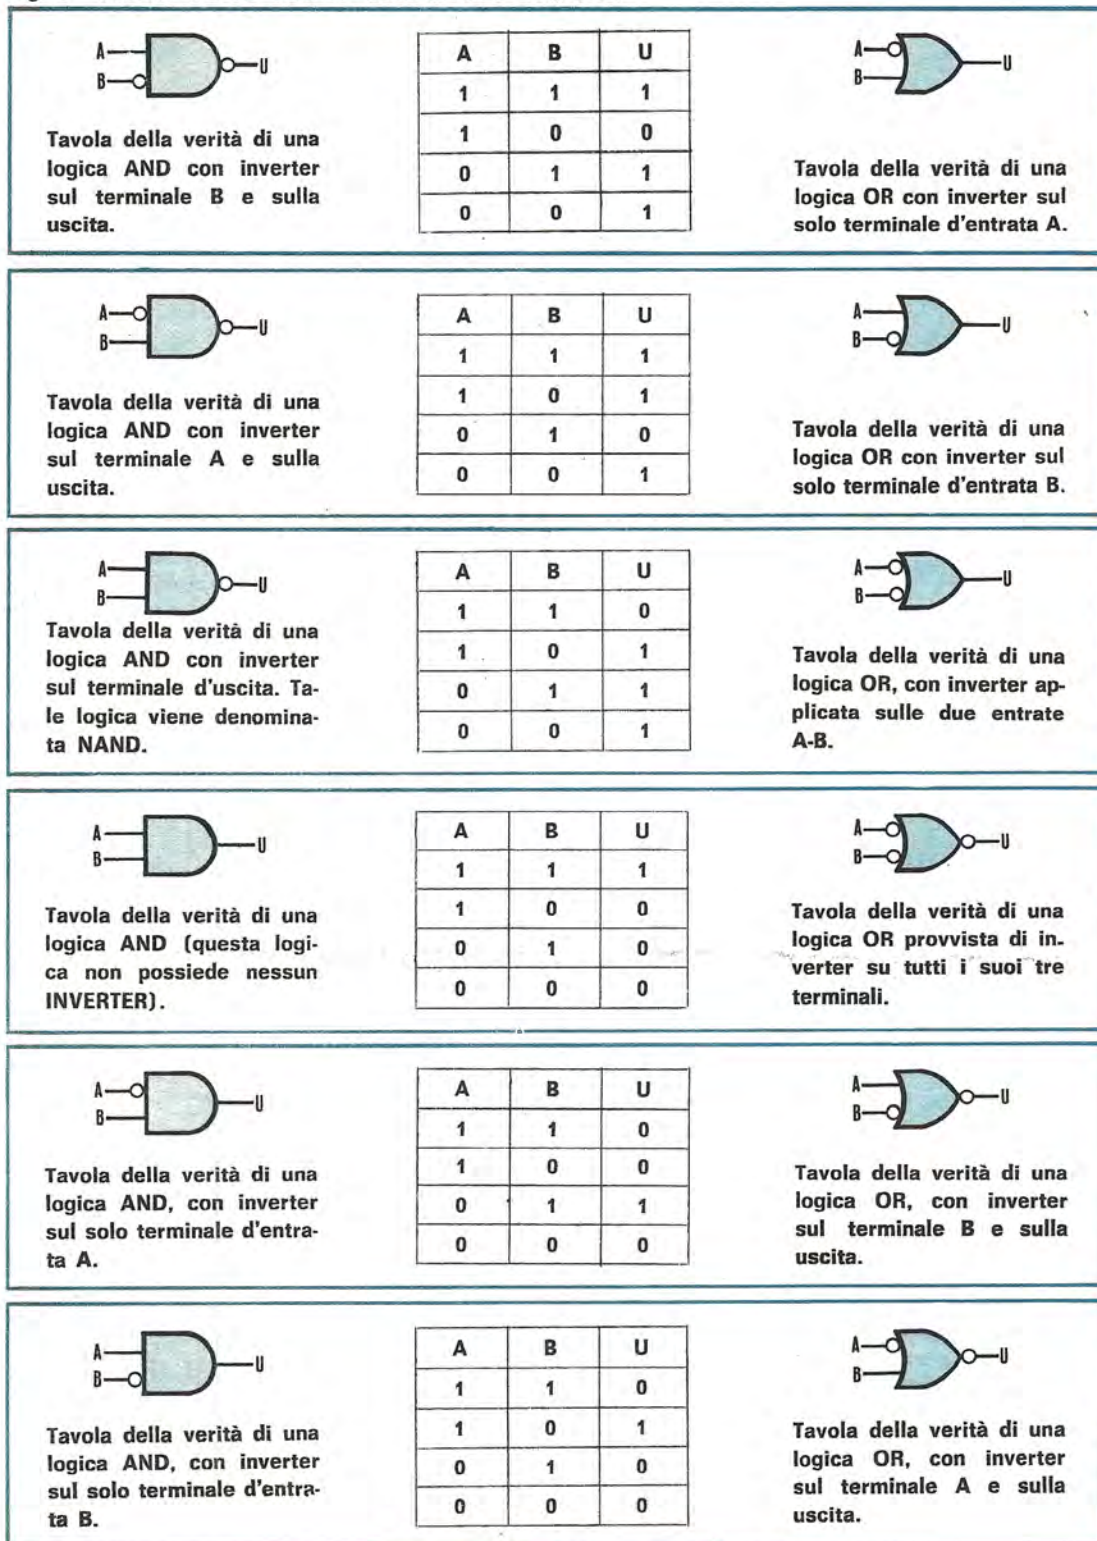 A
B
U
Tavola della verità di una
logica AND con inverter
sul terminale B e sulla
uscita.
A B U
1 1 1
1 0 0
0 1 1
0 0 1
A
B
U
Tavola della verità di una
logica OR con inverter sul
solo terminale d'entrata A.
A
B
U
Tavola della verità di una
logica AND con inverter
sul terminale A e sulla
uscita.
A B U
1 1 1
1 0 1
0 1 0
0 0 1
A
B
U
Tavola della verità di una
logica OR con inverter sul
solo terminale d'entrata B.
A
B
U
Tavola della verità di una
logica AND con inverter
sul terminale d'uscita. Ta-
le logica viene denomina-
ta NAND.
A B U
1 1 0
1 0 1
0 1 1
0 0 1
A
B
U
Tavola della verità di una
logica OR, con inverter ap-
plicata sulle due entrate
A-B.
A
B
U
Tavola della verità di una
logica AND (questa logi-
ca non possiede nessun
INVERTER).
A B U
1 1 1
1 0 0
0 1 0
0 0 0
A
B
U
Tavola della verità di una
logica OR provvista di in-
verter su tutti i suoi tre
terminali.
A
B
U
Tavola della verità di una
logica AND, con inverter
sul solo terminale d'entra-
ta A.
A B U
1 1 0
1 0 0
0 1 1
0 0 0
A
B
U
Tavola della verità di una
logica OR, con inverter
sul terminale B e sulla
uscita.
A
B
U
Tavola della verità di una
logica AND, con inverter
sul solo terminale d'entra-
ta B.
A B U
1 1 0
1 0 1
0 1 0
0 0 0
A
B
U
Tavola della verità di una
logica OR, con inverter
sul terminale A e sulla
uscita.